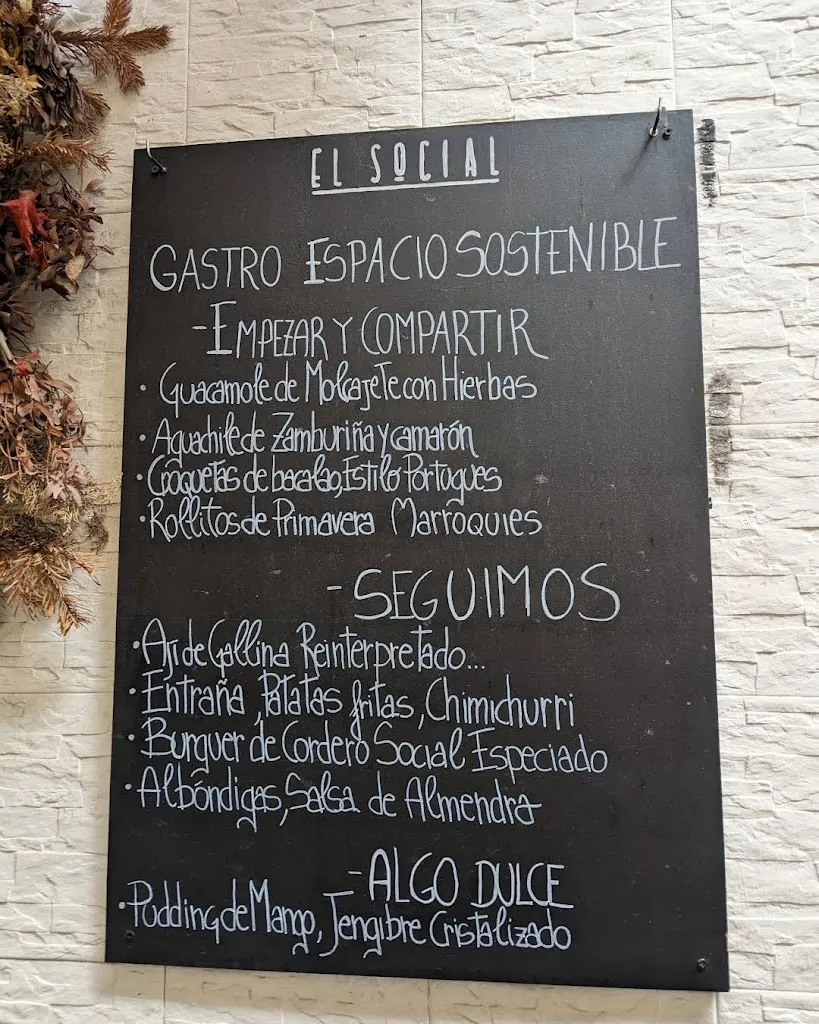 EL SOCIAL
GASTRO ESPACIO SOSTENIBLE
-EMPEZAR Y COMPARTIR
• Guacamole de Molcajete con Hierbas
• Aguachile de Zamburiña y camarón
• Croquetas de bacalao, Estilo Portogues
• Rollitos de Primavera Marroquies
-SEGUIMOS
• Aji de Gallina Reinterpretado...
• Entraña, Patatas fritas, Chimichurri
• Burguer de Cordero Social Especiado
• Albóndigas, Salsa de Almendra
-ALGO DULCE
• Pudding de Mango, Jengibre Cristalizado